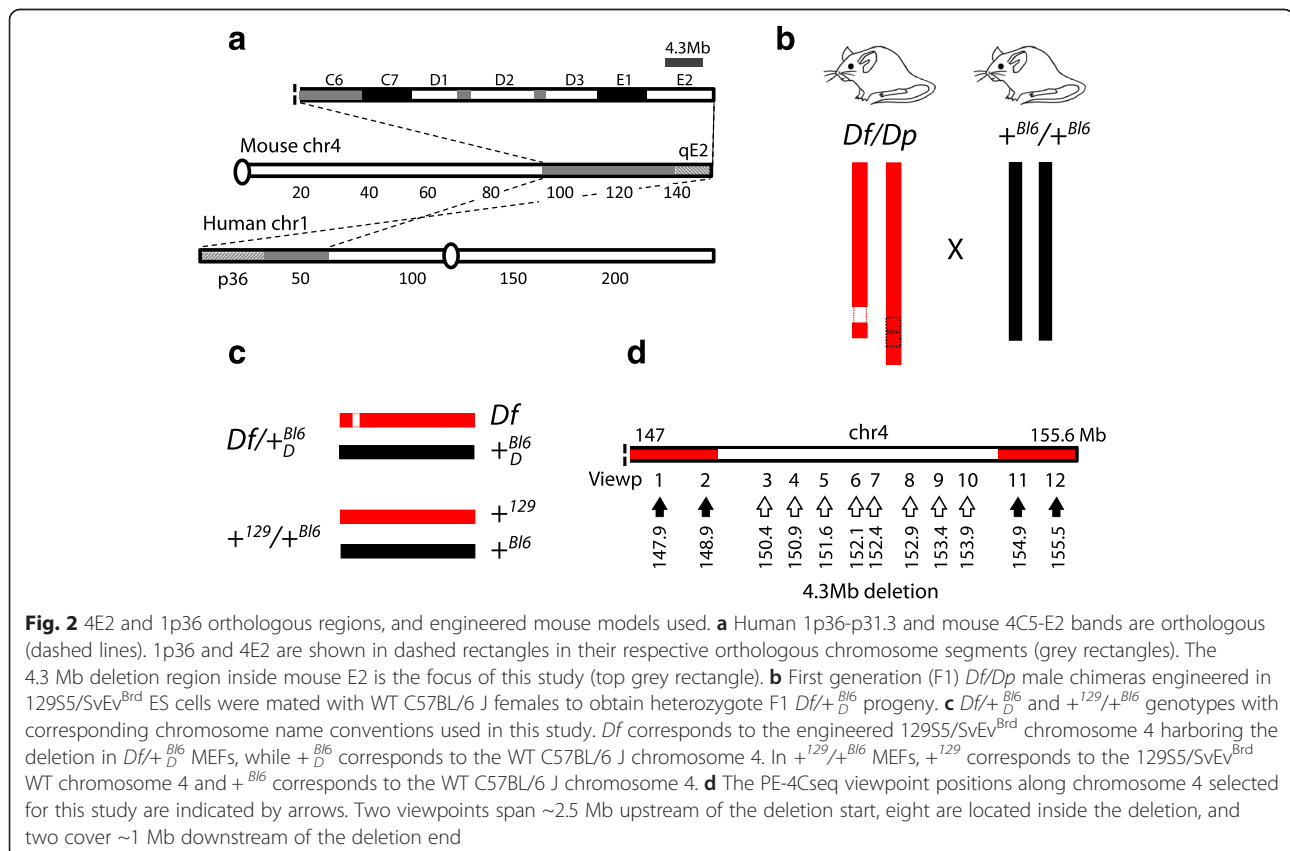 a
4.3Mb
C6 C7 D1 D2 D3 E1 E2
Mouse chr4
qE2
20 40 60 80 100 120 140
Human chr1
p36 50 100 150 200
b
Df/Dp
+Bl6/+Bl6
X
c
Df/+DBl6
Df
+DBl6
+129/+Bl6
+129
+Bl6
d
147 chr4 155.6 Mb
Viewp 1 2 3 4 5 6 7 8 9 10 11 12
147.9 148.9 150.4 150.9 151.6 152.1 152.4 152.9 153.4 153.9 154.9 155.5
4.3Mb deletion
Fig. 2 4E2 and 1p36 orthologous regions, and engineered mouse models used. a Human 1p36-p31.3 and mouse 4C5-E2 bands are orthologous
(dashed lines). 1p36 and 4E2 are shown in dashed rectangles in their respective orthologous chromosome segments (grey rectangles). The
4.3 Mb deletion region inside mouse E2 is the focus of this study (top grey rectangle). b First generation (F1) Df/Dp male chimeras engineered in
129S5/SvEvBrd ES cells were mated with WT C57BL/6 J females to obtain heterozygote F1 Df/+DBl6 progeny. c Df/+DBl6 and +129/+Bl6 genotypes with
corresponding chromosome name conventions used in this study. Df corresponds to the engineered 129S5/SvEvBrd chromosome 4 harboring the
deletion in Df/+DBl6 MEFs, while +DBl6 corresponds to the WT C57BL/6 J chromosome 4. In +129/+Bl6 MEFs, +129 corresponds to the 129S5/SvEvBrd
WT chromosome 4 and +Bl6 corresponds to the WT C57BL/6 J chromosome 4. d The PE-4Cseq viewpoint positions along chromosome 4 selected
for this study are indicated by arrows. Two viewpoints span ~2.5 Mb upstream of the deletion start, eight are located inside the deletion, and
two cover ~1 Mb downstream of the deletion end